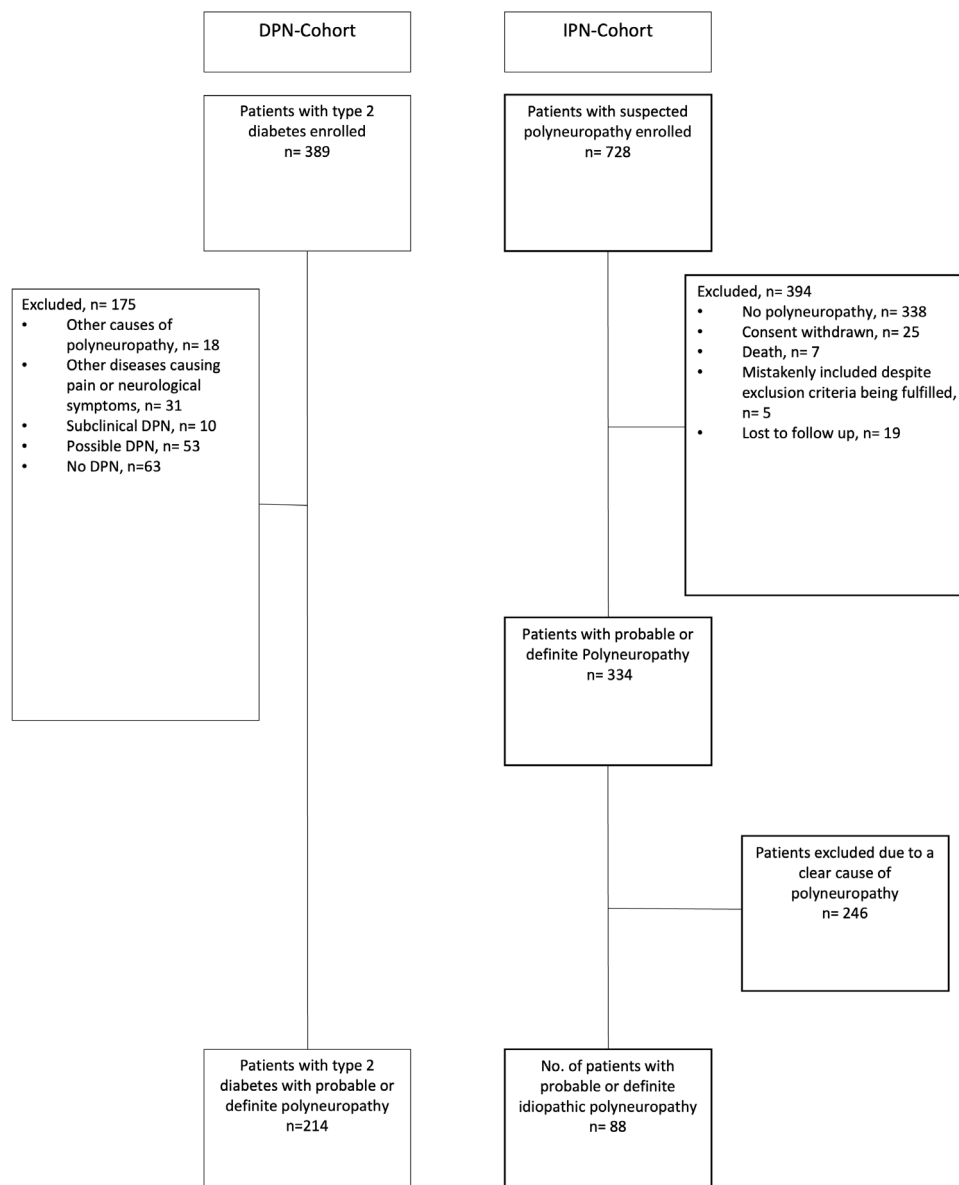 DPN-Cohort
IPN-Cohort
Patients with type 2
diabetes enrolled
n= 389
Patients with suspected
polyneuropathy enrolled
n= 728
Excluded, n= 175
• Other causes of
polyneuropathy, n= 18
• Other diseases causing
pain or neurological
symptoms, n= 31
• Subclinical DPN, n= 10
• Possible DPN, n= 53
• No DPN, n=63
Excluded, n= 394
• No polyneuropathy, n= 338
• Consent withdrawn, n= 25
• Death, n= 7
• Mistakenly included despite
exclusion criteria being fulfilled,
n= 5
• Lost to follow up, n= 19
Patients with probable or
definite Polyneuropathy
n= 334
Patients excluded due to a
clear cause of
polyneuropathy
n= 246
Patients with type 2
diabetes with probable or
definite polyneuropathy
n=214
No. of patients with
probable or definite
idiopathic polyneuropathy
n= 88